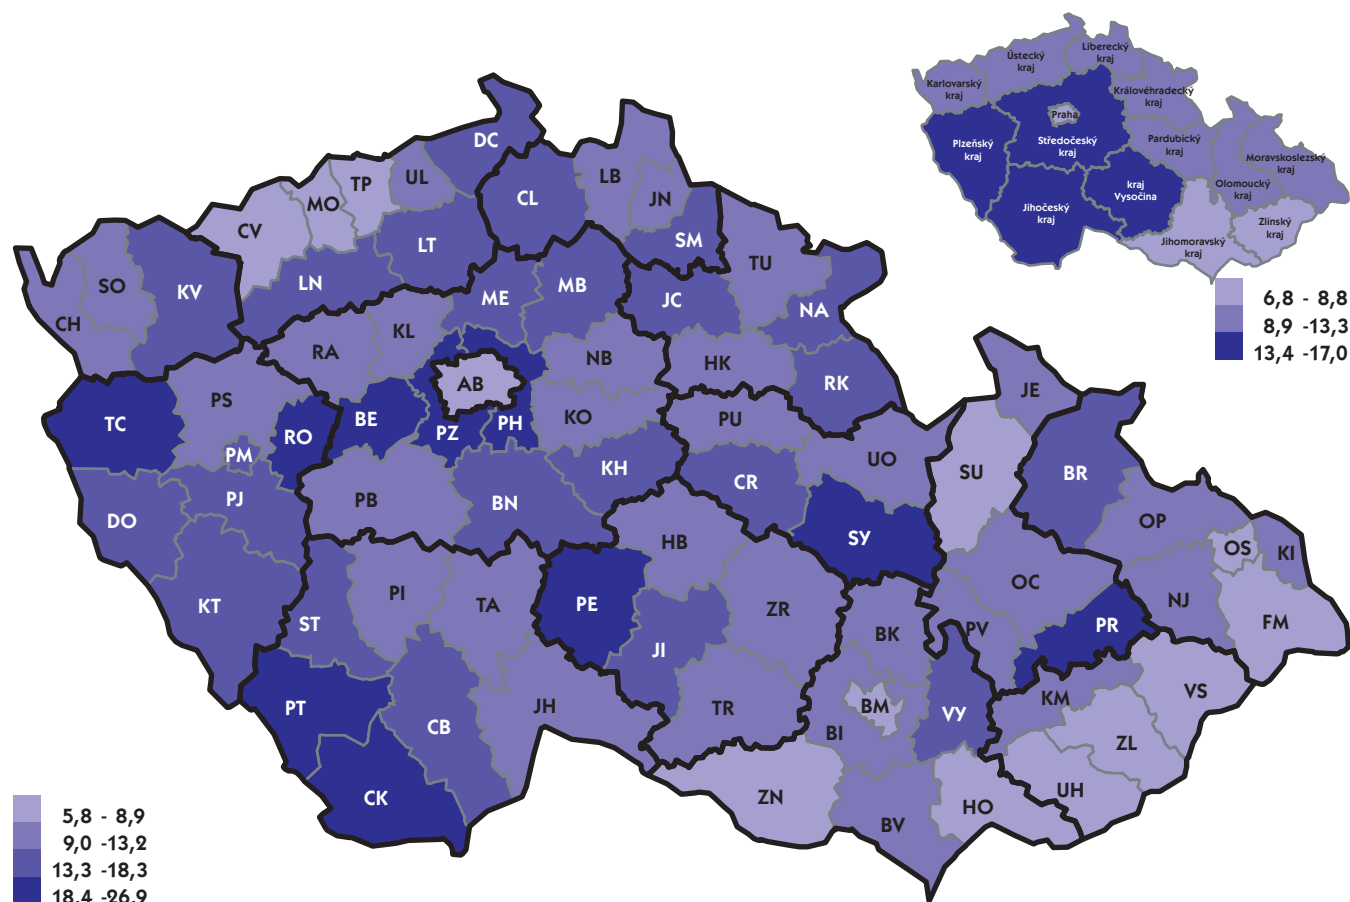 Ústecký
kraj
Liberecký
kraj
Karlovarský
kraj
Královéhradecký
kraj
Praha
Plzeňský
kraj
Středočeský
kraj
Pardubický
kraj
Moravskoslezský
kraj
Olomoucký
kraj
kraj
Vysočina
Jihočeský
kraj
Zlínský
kraj
Jihomoravský
kraj
6,8 - 8,8
8,9 -13,3
13,4 -17,0
DC
TP
UL
LB
JN
MO
CL
CV
LT
SM
TU
SO
KV
LN
ME
MB
JC
NA
CH
KL
RA
NB
HK
AB
RK
JE
PS
TC
RO
BE
PZ
PH
KO
PU
PM
UO
KH
CR
SU
BR
PJ
PB
BN
DO
OP
SY
HB
OS
KI
OC
PI
TA
PE
KT
ZR
NJ
ST
BK
PV
PR
FM
JI
PT
JH
TR
BM
VY
KM
VS
CB
BI
ZL
CK
ZN
HO
UH
BV
5,8 - 8,9
9,0 -13,2
13,3 -18,3
18,4 -26,9